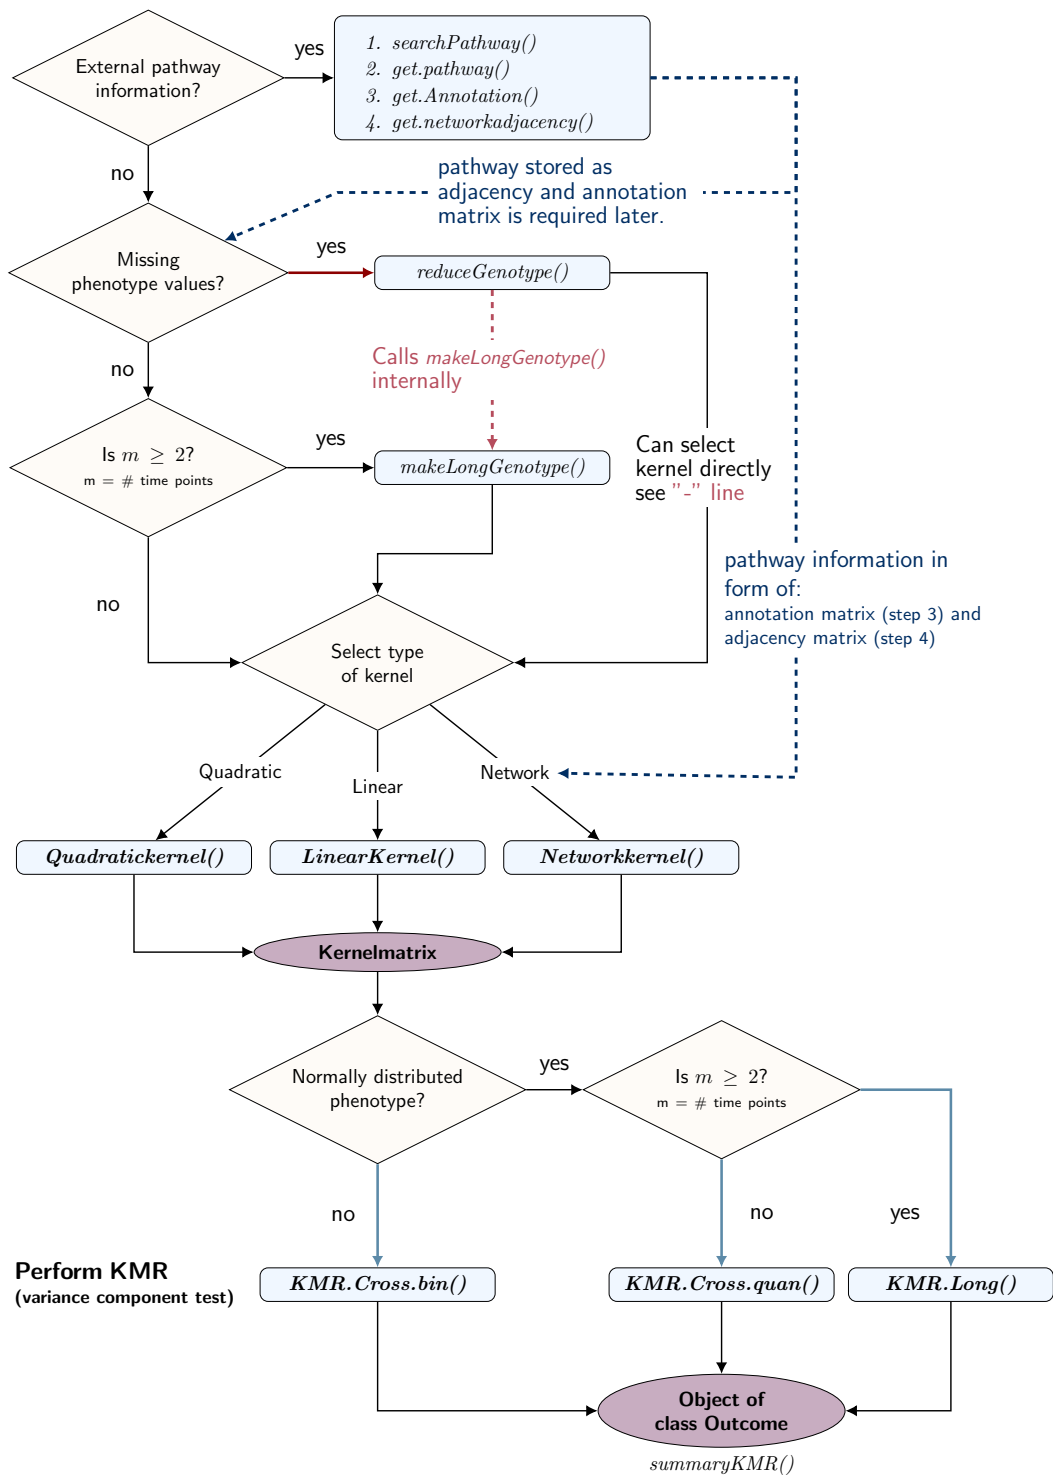 External pathway
information?
yes
1. searchPathway()
2. get.pathway()
3. get.Annotation()
4. get.networkadjacency()
no
pathway stored as
adjacency and annotation
matrix is required later.
Missing
phenotype values?
yes
reduceGenotype()
no
Calls makeLongGenotype()
internally
Is m ≥ 2?
m = # time points
yes
makeLongGenotype()
Can select
kernel directly
see "-" line
no
pathway information in
form of:
annotation matrix (step 3) and
adjacency matrix (step 4)
Select type
of kernel
Quadratic
Linear
Network
Quadratickernel()
LinearKernel()
Networkkernel()
Kernelmatrix
Normally distributed
phenotype?
yes
Is m ≥ 2?
m = # time points
no
no
yes
Perform KMR
(variance component test)
KMR.Cross.bin()
KMR.Cross.quan()
KMR.Long()
Object of
class Outcome
summaryKMR()